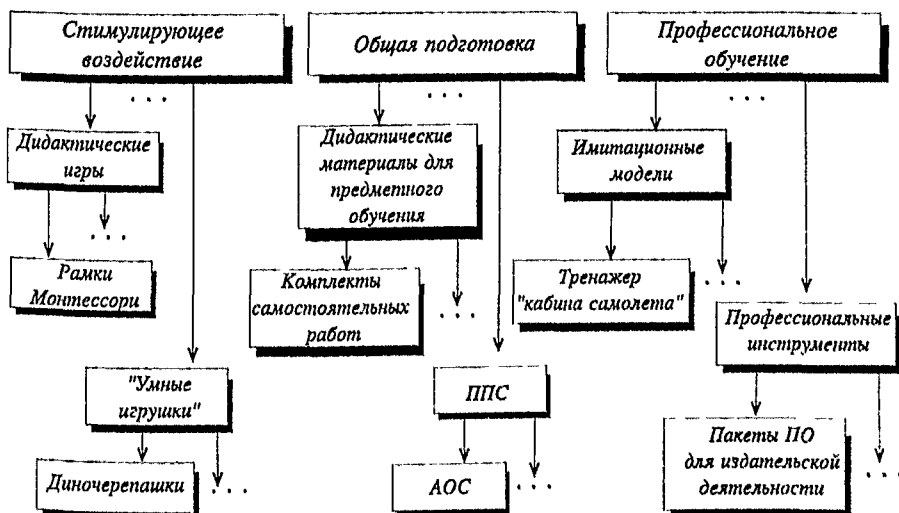 Стимулирующее
воздействие
Общая подготовка
Профессиональное
обучение
. . .
. . .
. . .
Дидактические
игры
Дидактические
материалы для
предметного
обучения
Имитационные
модели
. . .
Рамки
Монтессори
Комплекты
самостоятельных
работ
. . .
Тренажер
"кабина самолета"
. . .
Профессиональные
инструменты
"Умные
игрушки"
ППС
Пакеты ПО
для издательской
деятельности
. . .
Диночерепашки
. . .
АОС
. . .